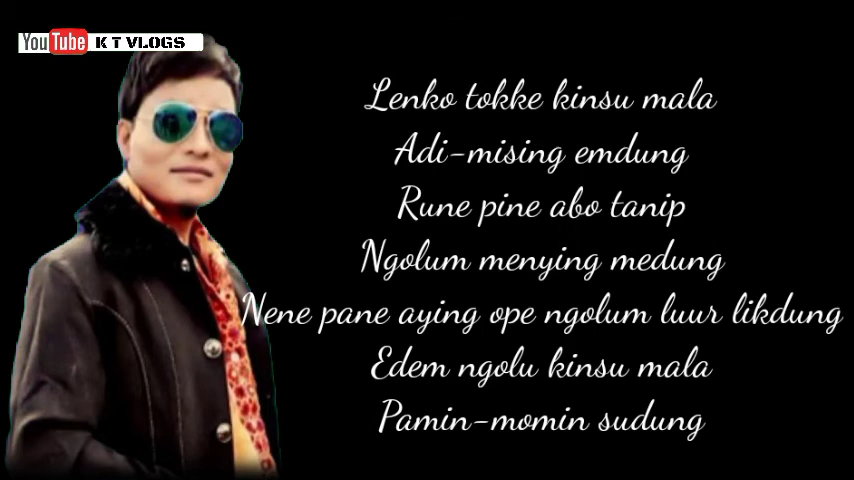 YouTube K T VLOGS
Lenko tokke kinsu mala
Adi-mising emdung
Rune pine abo tanip
Ngolum menying medung
Nene pane aying ope ngolum luur likdung
Edem ngolu kinsu mala
Pamin-momin sudung